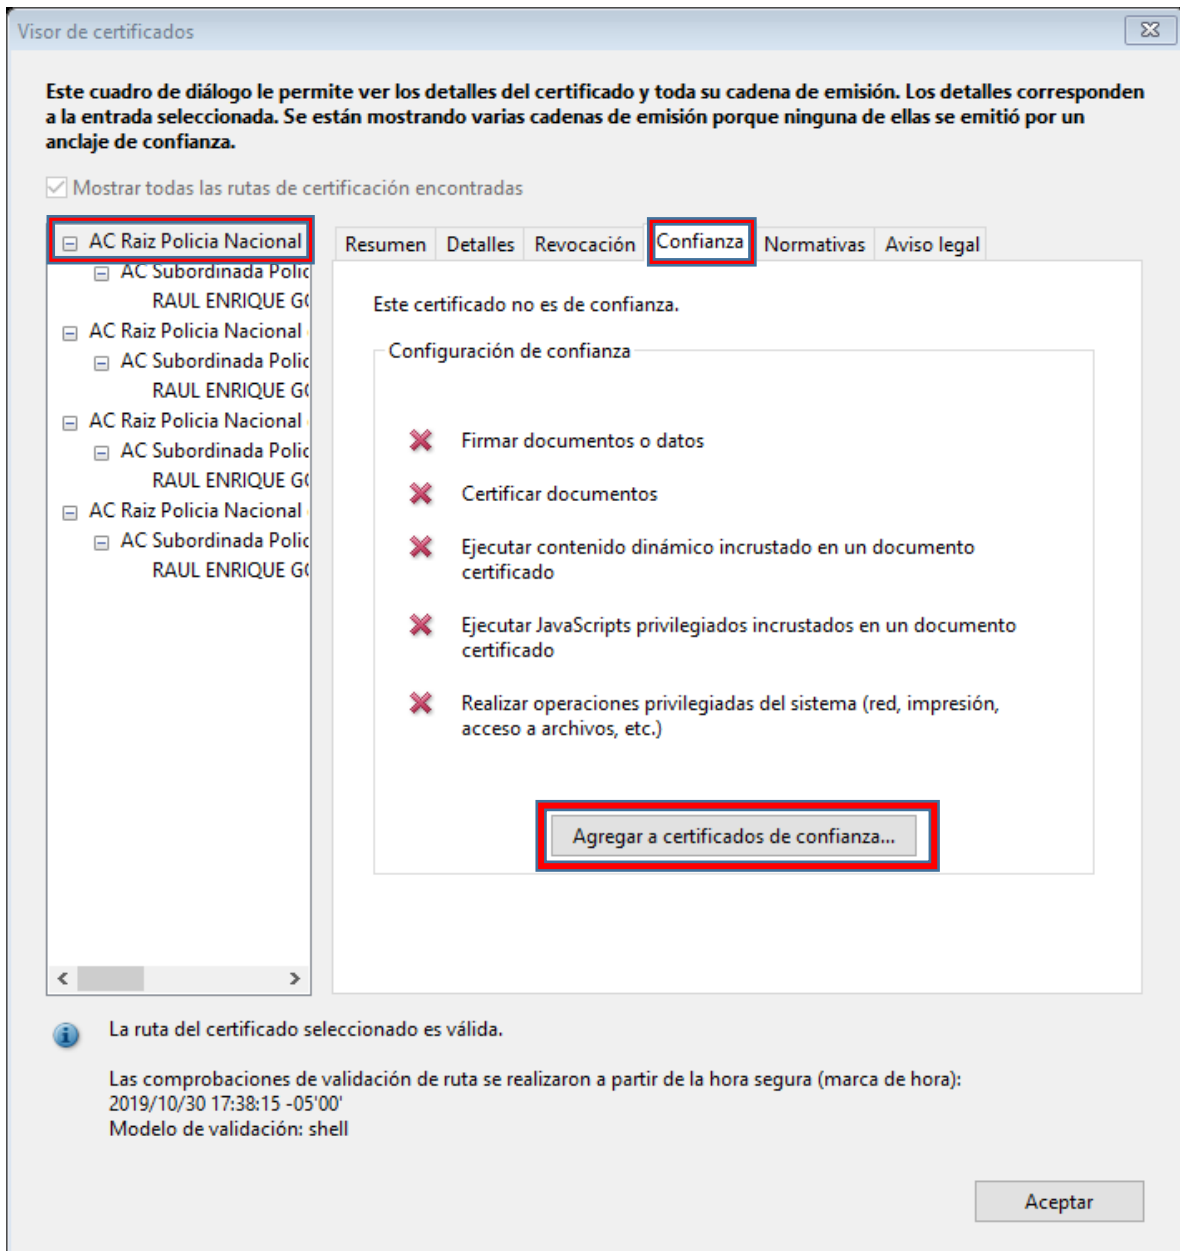 Visor de certificados
Este cuadro de diálogo le permite ver los detalles del certificado y toda su cadena de emisión. Los detalles corresponden
a la entrada seleccionada. Se están mostrando varias cadenas de emisión porque ninguna de ellas se emitió por un
anclaje de confianza.
Mostrar todas las rutas de certificación encontradas
AC Raiz Policia Nacional
AC Subordinada Polic
RAUL ENRIQUE G
AC Raiz Policia Nacional
AC Subordinada Polic
RAUL ENRIQUE G
AC Raiz Policia Nacional
AC Subordinada Polic
RAUL ENRIQUE G
AC Raiz Policia Nacional
AC Subordinada Polic
RAUL ENRIQUE G
Resumen Detalles Revocación Confianza Normativas Aviso legal
Este certificado no es de confianza.
Configuración de confianza
Firmar documentos o datos
Certificar documentos
Ejecutar contenido dinámico incrustado en un documento
certificado
Ejecutar JavaScripts privilegiados incrustados en un documento
certificado
Realizar operaciones privilegiadas del sistema (red, impresión,
acceso a archivos, etc.)
Agregar a certificados de confianza...
La ruta del certificado seleccionado es válida.
Las comprobaciones de validación de ruta se realizaron a partir de la hora segura (marca de hora):
2019/10/30 17:38:15 -05'00'
Modelo de validación: shell
Aceptar